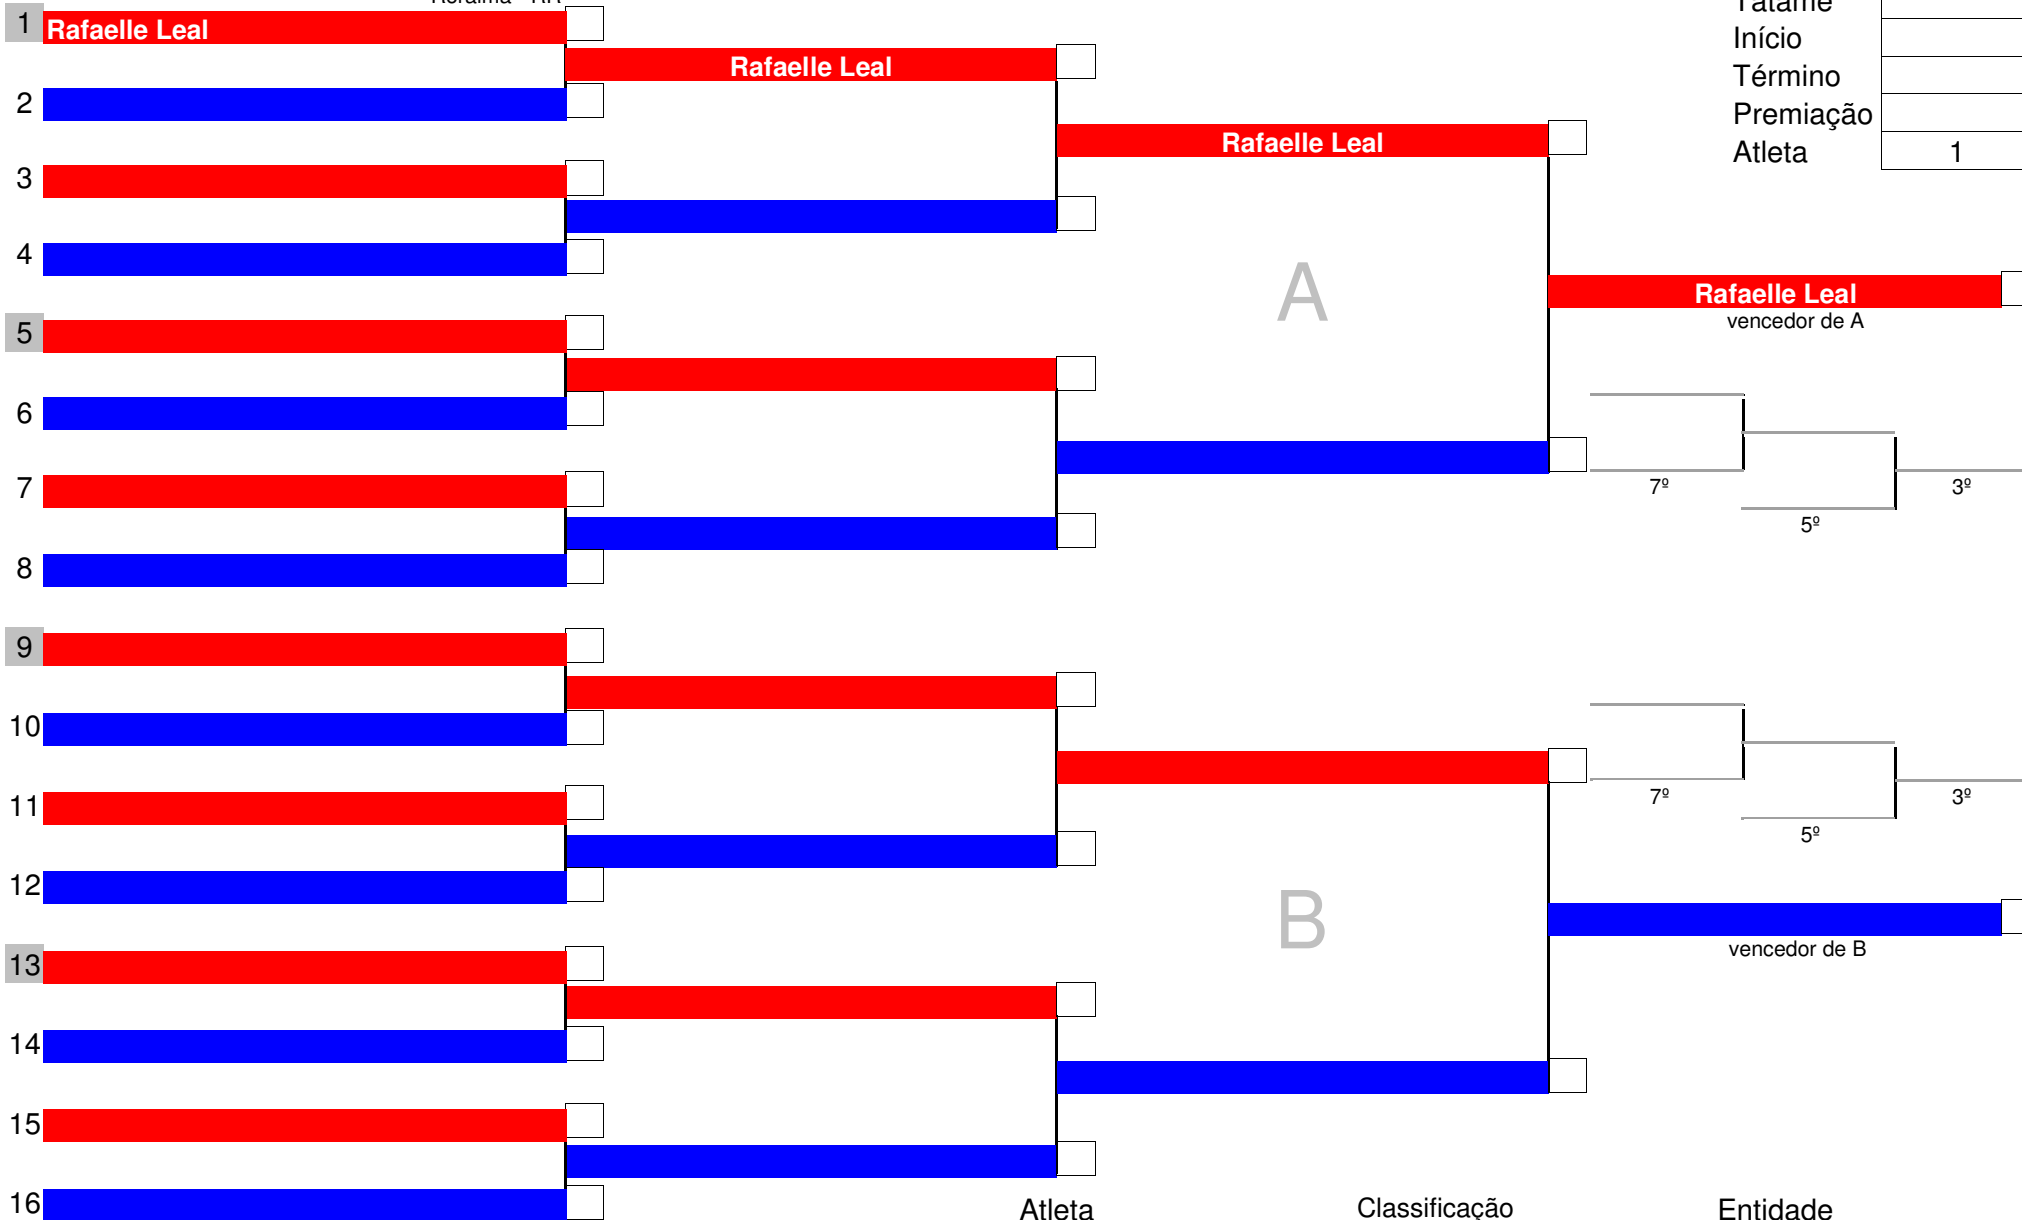 Roraima - RR
Tatame
1 Rafaelle Leal
Início
Rafaelle Leal
Término
2
Premiação
Rafaelle Leal
Atleta 1
3
4
A
Rafaelle Leal
vencedor de A
5
6
7
7º 3º
5º
8
9
10
11
7º 3º
5º
12
B
vencedor de B
13
14
15
16
Atleta Classificação Entidade